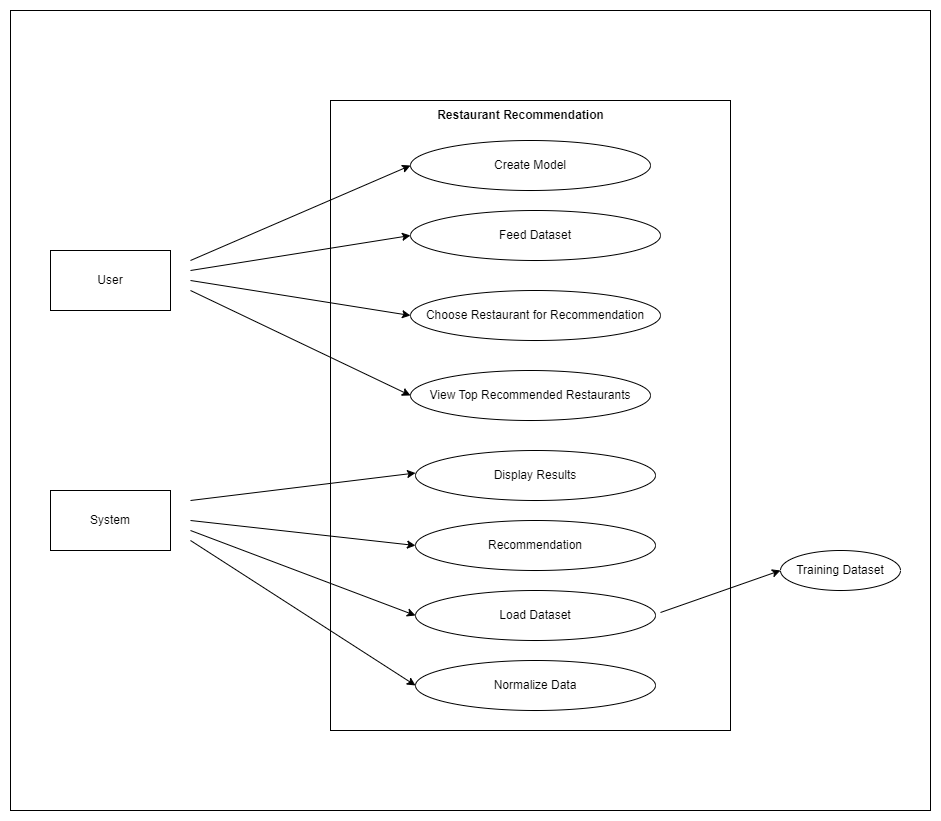 Restaurant Recommendation
Create Model
Feed Dataset
User
Choose Restaurant for Recommendation
View Top Recommended Restaurants
Display Results
System
Recommendation
Training Dataset
Load Dataset
Normalize Data